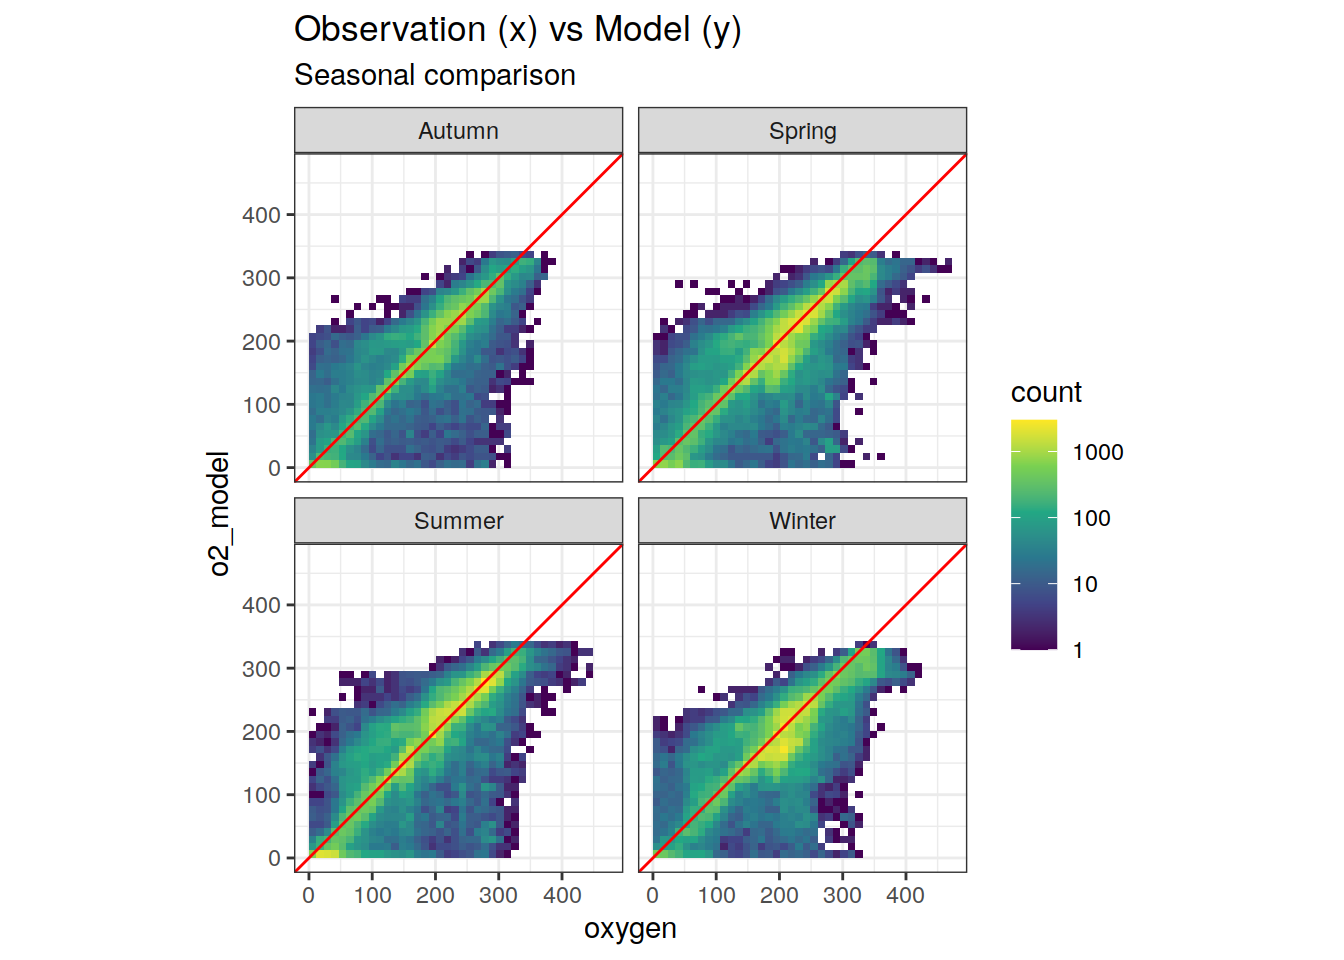 Observation (x) vs Model (y)
Seasonal comparison
Autumn
Spring
400
300
200
100
0
Summer
Winter
400
300
200
100
0
0 100 200 300 400
0 100 200 300 400
oxygen
o2_model
count
1000
100
10
1